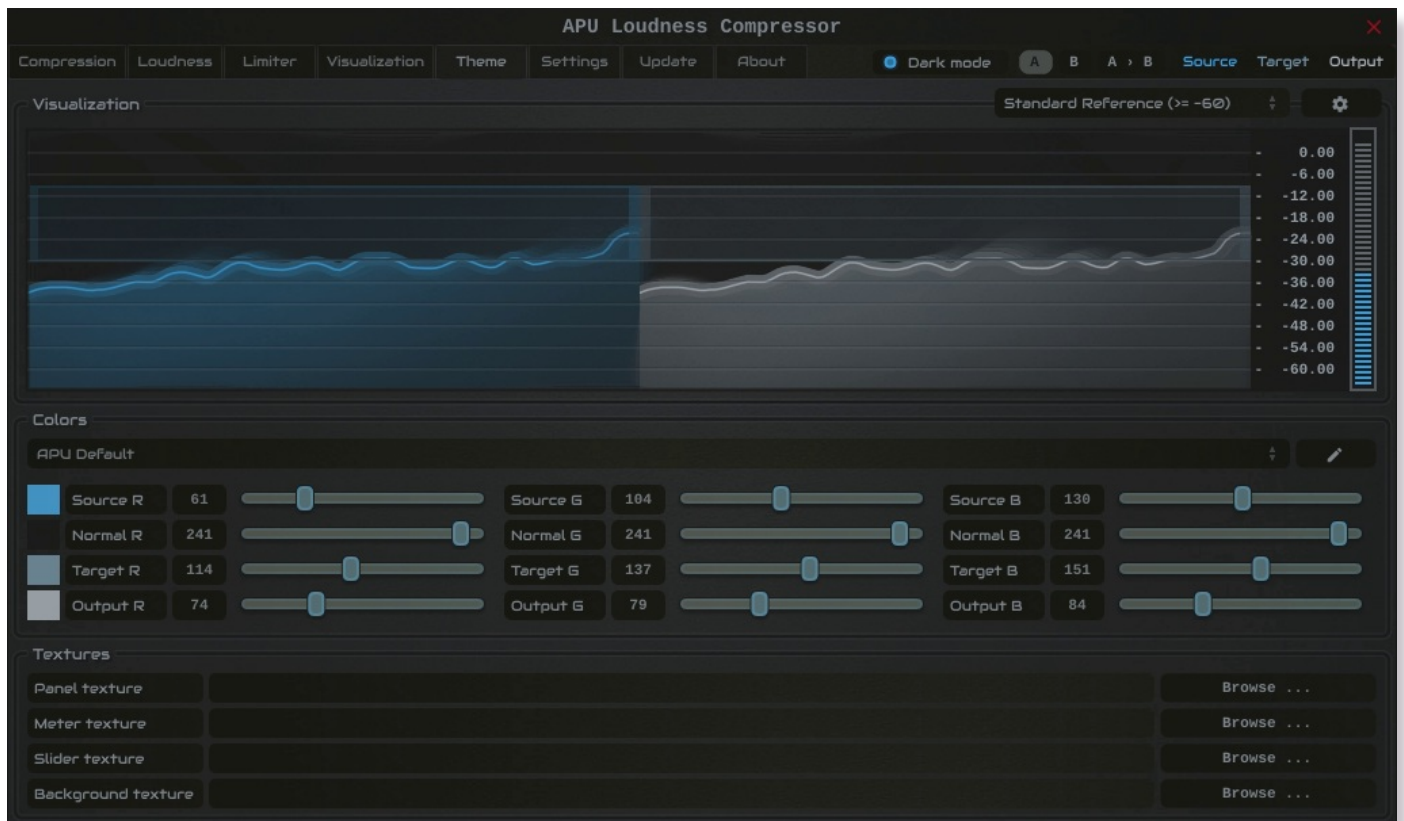 APU Loudness Compressor
Compression Loudness Limiter Visualization Theme Settings Update About Dark mode A B A › B Source Target Output
Visualization Standard Reference (>= -60)
- 0.00
- -6.00
- -12.00
- -18.00
- -24.00
- -30.00
- -36.00
- -42.00
- -48.00
- -54.00
- -60.00
Colors
APU Default
Source R 61 Source G 104 Source B 130
Normal R 241 Normal G 241 Normal B 241
Target R 114 Target G 137 Target B 151
Output R 74 Output G 79 Output B 84
Textures
Panel texture Browse ...
Meter texture Browse ...
Slider texture Browse ...
Background texture Browse ...